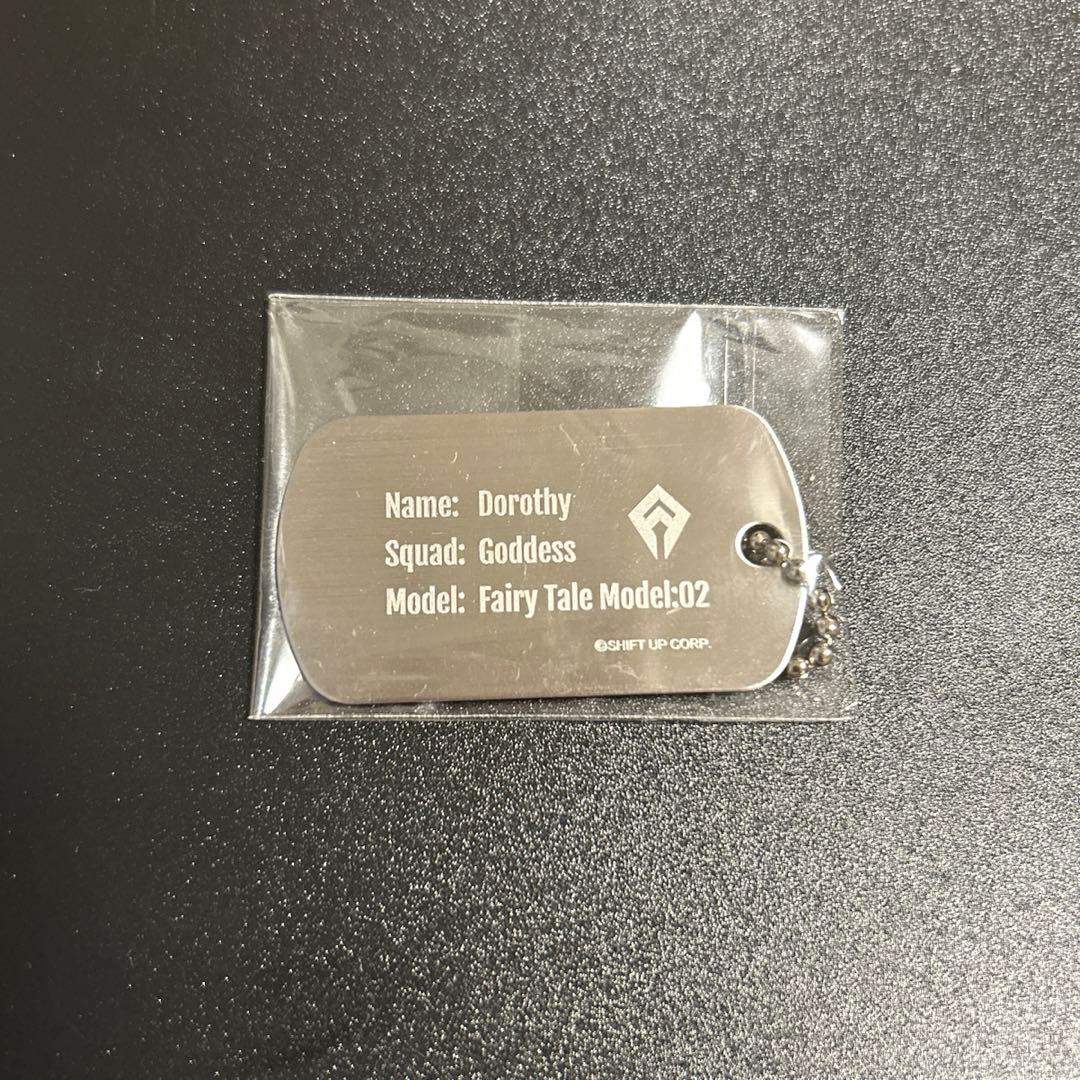 Name: Dorothy
Squad: Goddess
Model: Fairy Tale Model:02
©SHIFT UP CORP.